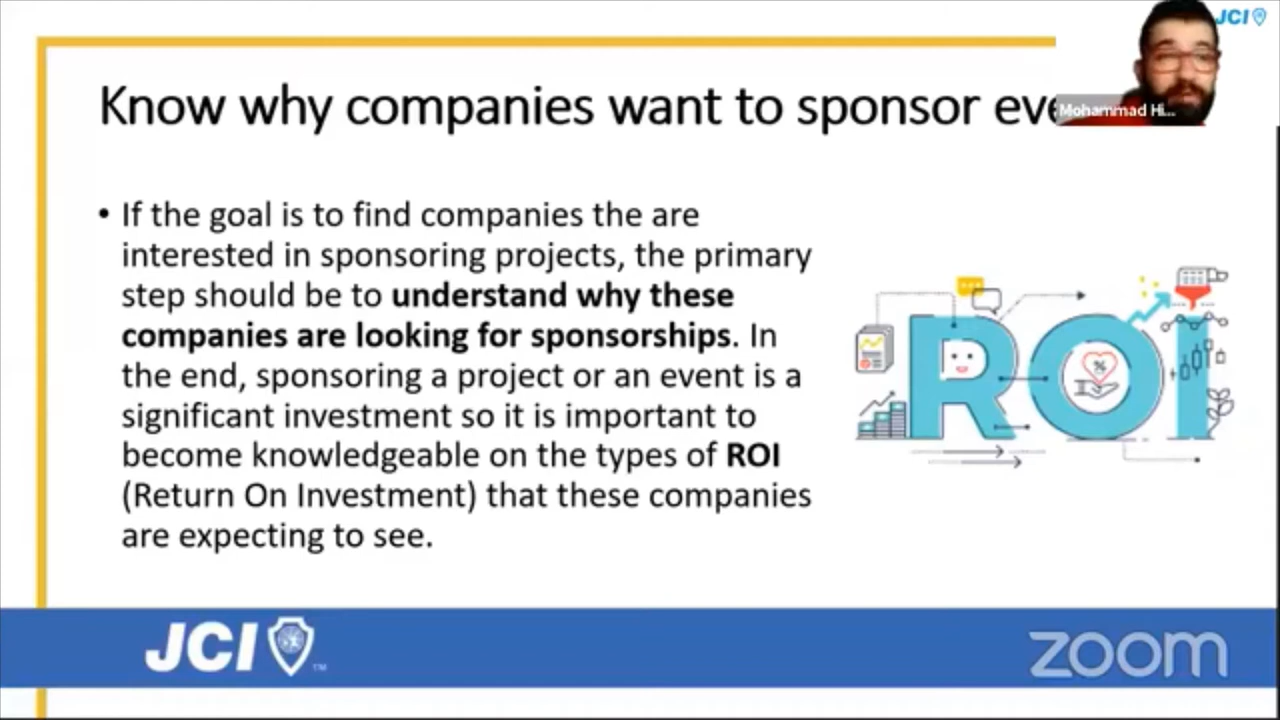 JCI
Know why companies want to sponsor eve
Mohammad Hi...
• If the goal is to find companies the are
interested in sponsoring projects, the primary
step should be to understand why these
companies are looking for sponsorships. In
the end, sponsoring a project or an event is a
significant investment so it is important to
become knowledgeable on the types of ROI
(Return On Investment) that these companies
are expecting to see.
ROI
%
JCI
TM
zoom